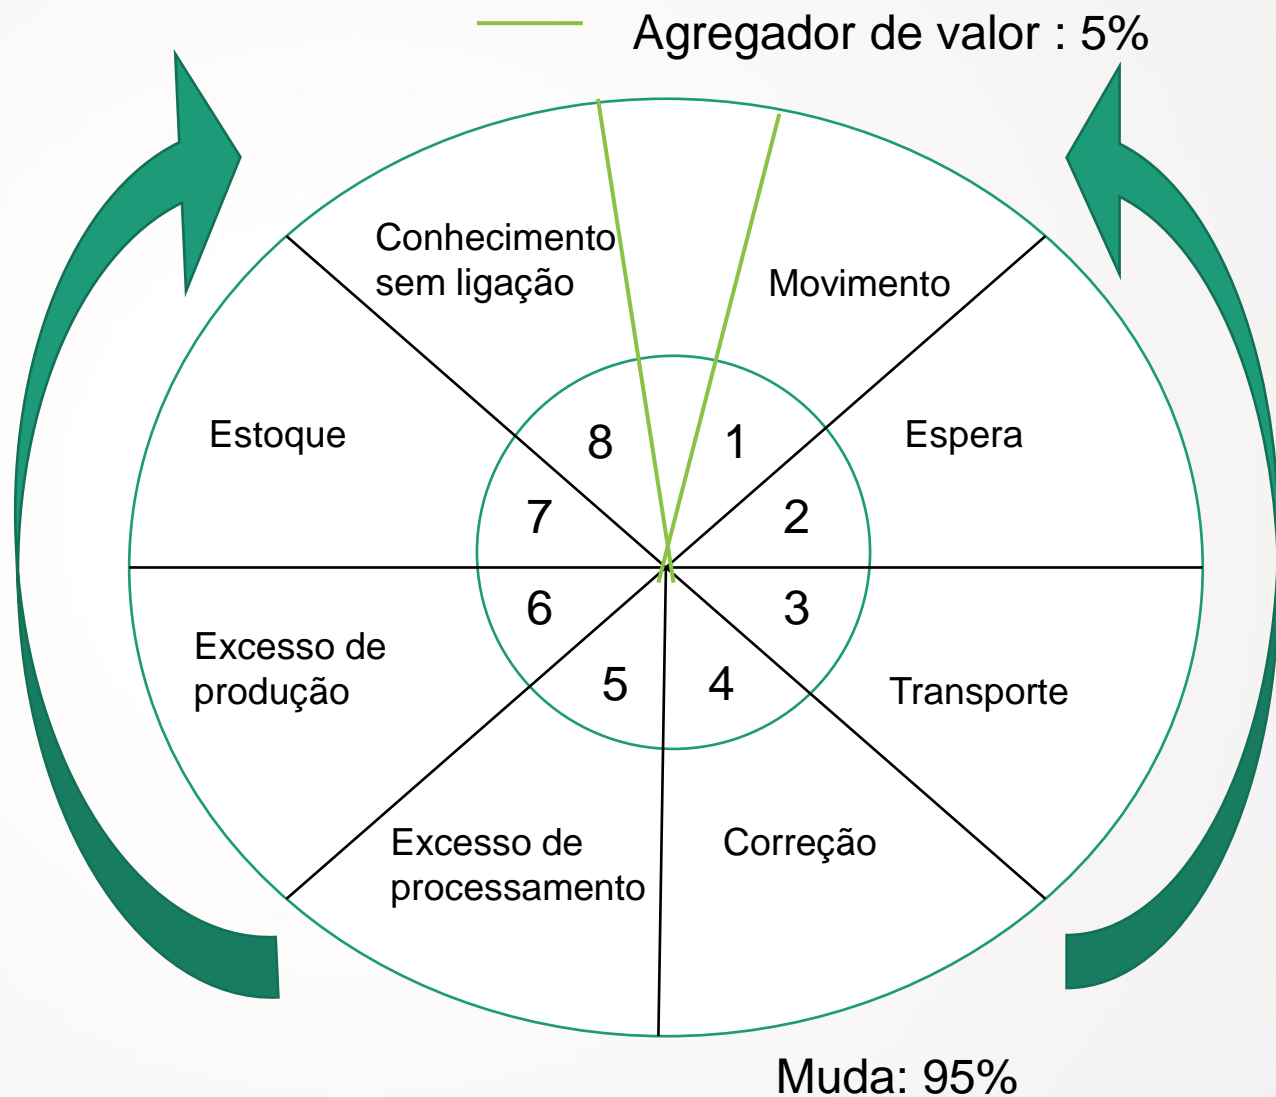 Agregador de valor : 5%
Conhecimento
sem ligação
Movimento
Estoque
Espera
8
1
7
2
6
3
5
4
Excesso de
produção
Transporte
Excesso de
processamento
Correção
Muda: 95%